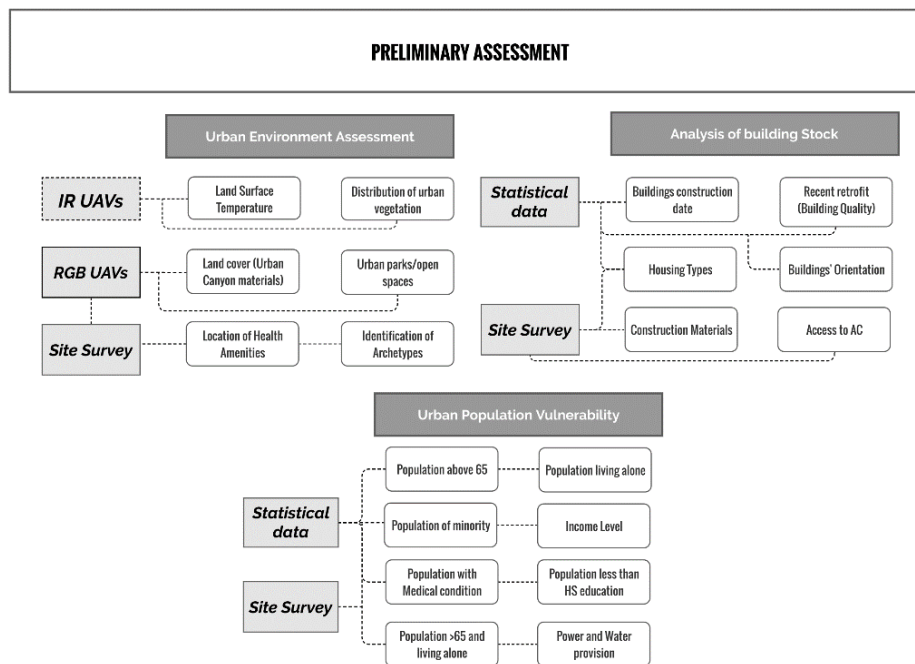 PRELIMINARY ASSESSMENT
Urban Environment Assessment
IR UAVs
Land Surface
Temperature
Distribution of urban
vegetation
RGB UAVs
Land cover (Urban
Canyon materials)
Urban parks/open
spaces
Site Survey
Location of Health
Amenities
Identification of
Archetypes
Analysis of building Stock
Statistical
data
Buildings construction
date
Recent retrofit
(Building Quality)
Housing Types
Buildings' Orientation
Site Survey
Construction Materials
Access to AC
Urban Population Vulnerability
Statistical
data
Site Survey
Population above 65
Population living alone
Population of minority
Income Level
Population with
Medical condition
Population less than
HS education
Population >65 and
living alone
Power and Water
provision